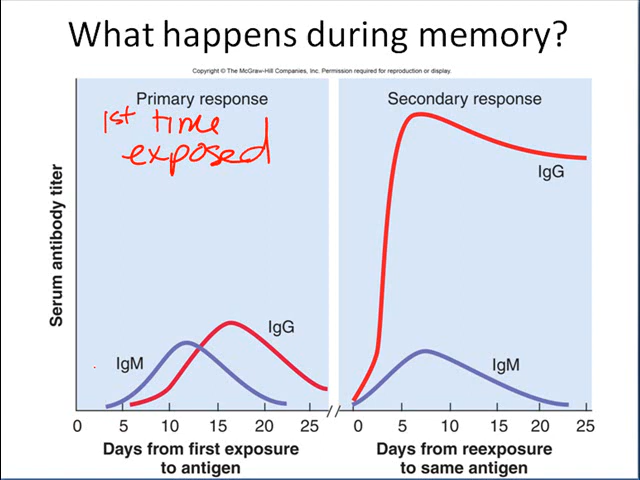 What happens during memory?
Copyright © The McGraw-Hill Companies, Inc. Permission required for reproduction or display.
Primary response
1st time
exposed
Secondary response
Serum antibody titer
IgM
IgG
IgG
IgM
0 5 10 15 20 25
0 5 10 15 20 25
Days from first exposure
to antigen
Days from reexposure
to same antigen